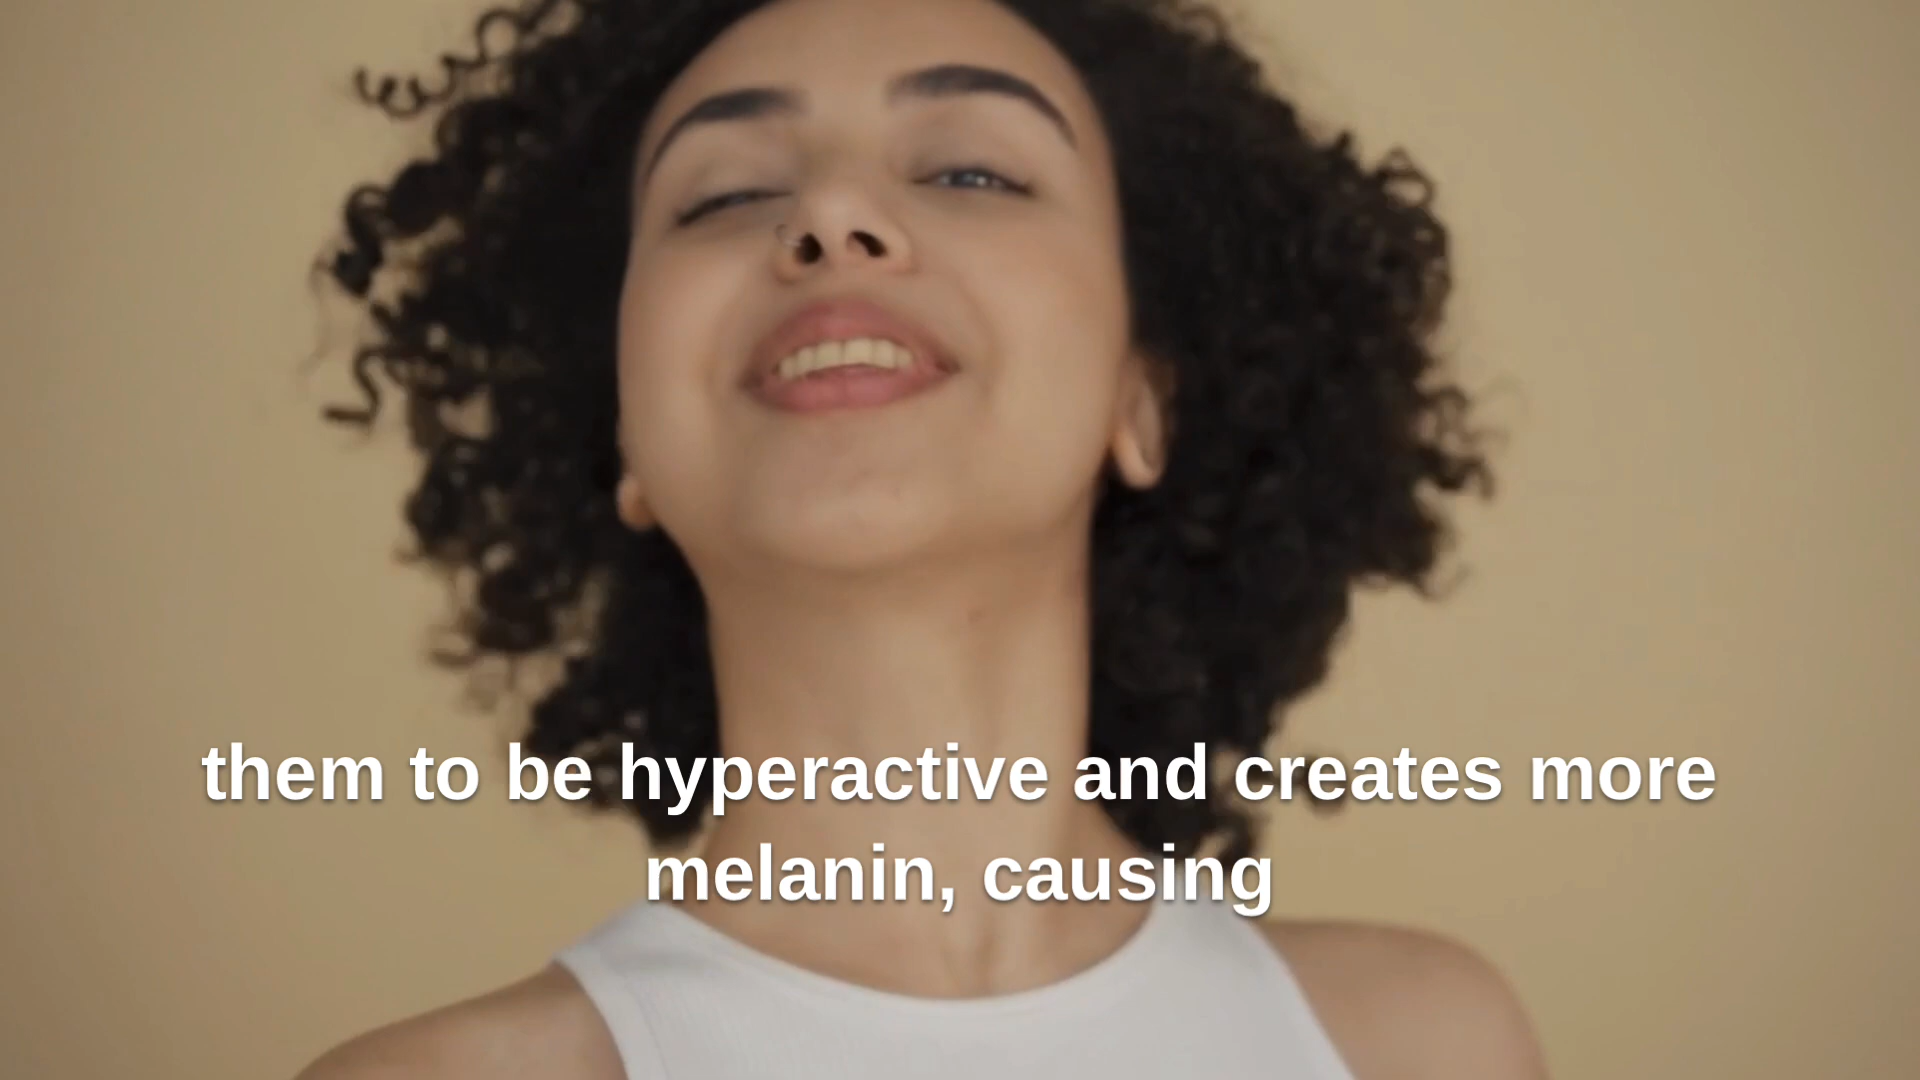 them to be hyperactive and creates more
melanin, causing